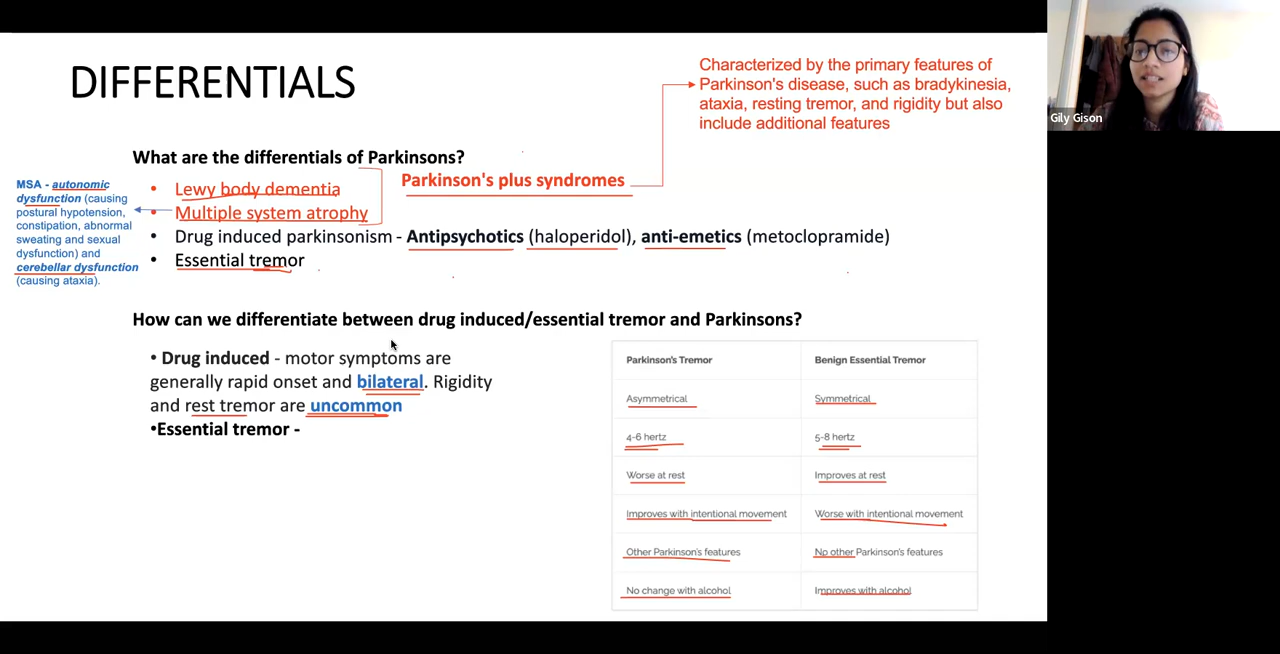 DIFFERENTIALS
Characterized by the primary features of
Parkinson's disease, such as bradykinesia,
ataxia, resting tremor, and rigidity but also
include additional features
Gily Gison
What are the differentials of Parkinsons?
• Lewy body dementia
• Multiple system atrophy
Parkinson's plus syndromes
• Drug induced parkinsonism - Antipsychotics (haloperidol), anti-emetics (metoclopramide)
• Essential tremor
MSA - autonomic
dysfunction (causing
postural hypotension,
constipation, abnormal
sweating and sexual
dysfunction) and
cerebellar dysfunction
(causing ataxia).
How can we differentiate between drug induced/essential tremor and Parkinsons?
• Drug induced - motor symptoms are
generally rapid onset and bilateral. Rigidity
and rest tremor are uncommon
•Essential tremor -
Parkinson's Tremor Benign Essential Tremor
Asymmetrical Symmetrical
4-6 hertz 5-8 hertz
Worse at rest Improves at rest
Improves with intentional movement Worse with intentional movement
Other Parkinson's features No other Parkinson's features
No change with alcohol Improves with alcohol